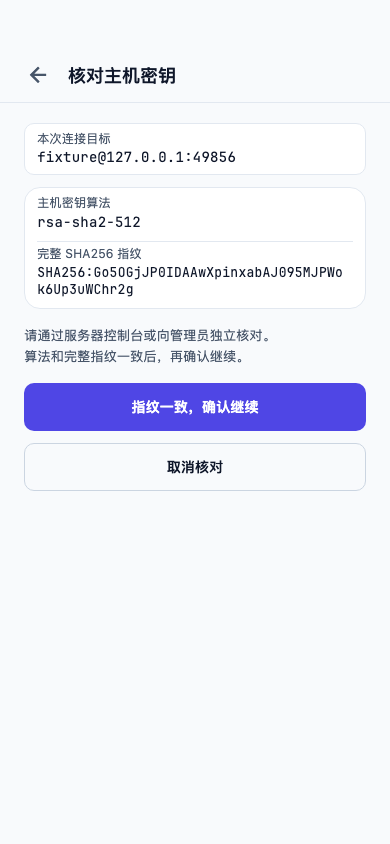 核对主机密钥
本次连接目标
fixture@127.0.0.1:49856
主机密钥算法
rsa-sha2-512
完整 SHA256 指纹
SHA256:Go5OGjJP0IDAAwXpinxabAJ095MJPWo
k6Up3uWChr2g
请通过服务器控制台或向管理员独立核对。
算法和完整指纹一致后，再确认继续。
指纹一致，确认继续
取消核对